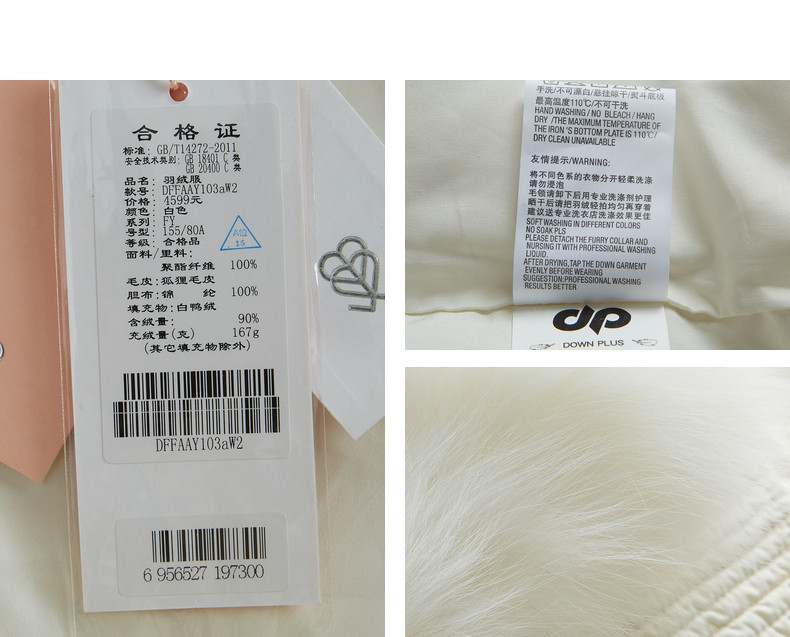 合格证
标准: GB/T14272-2011
安全技术类别: GB 18401 C 类
GB 20400 C 类
品名: 羽绒服
款号: DFFAAY103aW2
价格: 4599元
颜色: 白色
系列: FY
号型: 155/80A
等级: 合格品
A位
15
面料/里料:
聚酯纤维 100%
毛皮: 狐狸毛皮
胆布: 锦 纶 100%
填充物: 白鸭绒
含绒量: 90%
充绒量(克) 167g
(其它填充物除外)
DFFAAY103aW2
6 956527 197300
手洗/不可漂白/悬挂晾干/熨斗底板
最高温度110℃/不可干洗
HAND WASHING / NO BLEACH / HANG
DRY /THE MAXIMUM TEMPERATURE OF
THE IRON 'S BOTTOM PLATE IS 110℃/
DRY CLEAN UNAVAILABLE
友情提示/WARNING:
将不同色系的衣物分开轻柔洗涤
请勿浸泡
毛领请卸下后用专业洗涤剂护理
晒干后请把羽绒轻拍均匀再穿着
建议送专业洗衣店洗涤效果更佳
SOFT WASHING IN DIFFERENT COLORS
NO SOAK PLS
PLEASE DETACH THE FURRY COLLAR AND
NURSING IT WITH PROFESSIONAL WASHING
LIQUID
AFTER DRYING,TAP THE DOWN GARMENT
EVENLY BEFORE WEARING
SUGGESTION:PROFESSIONAL WASHING
RESULTS BETTER
dp
DOWN PLUS